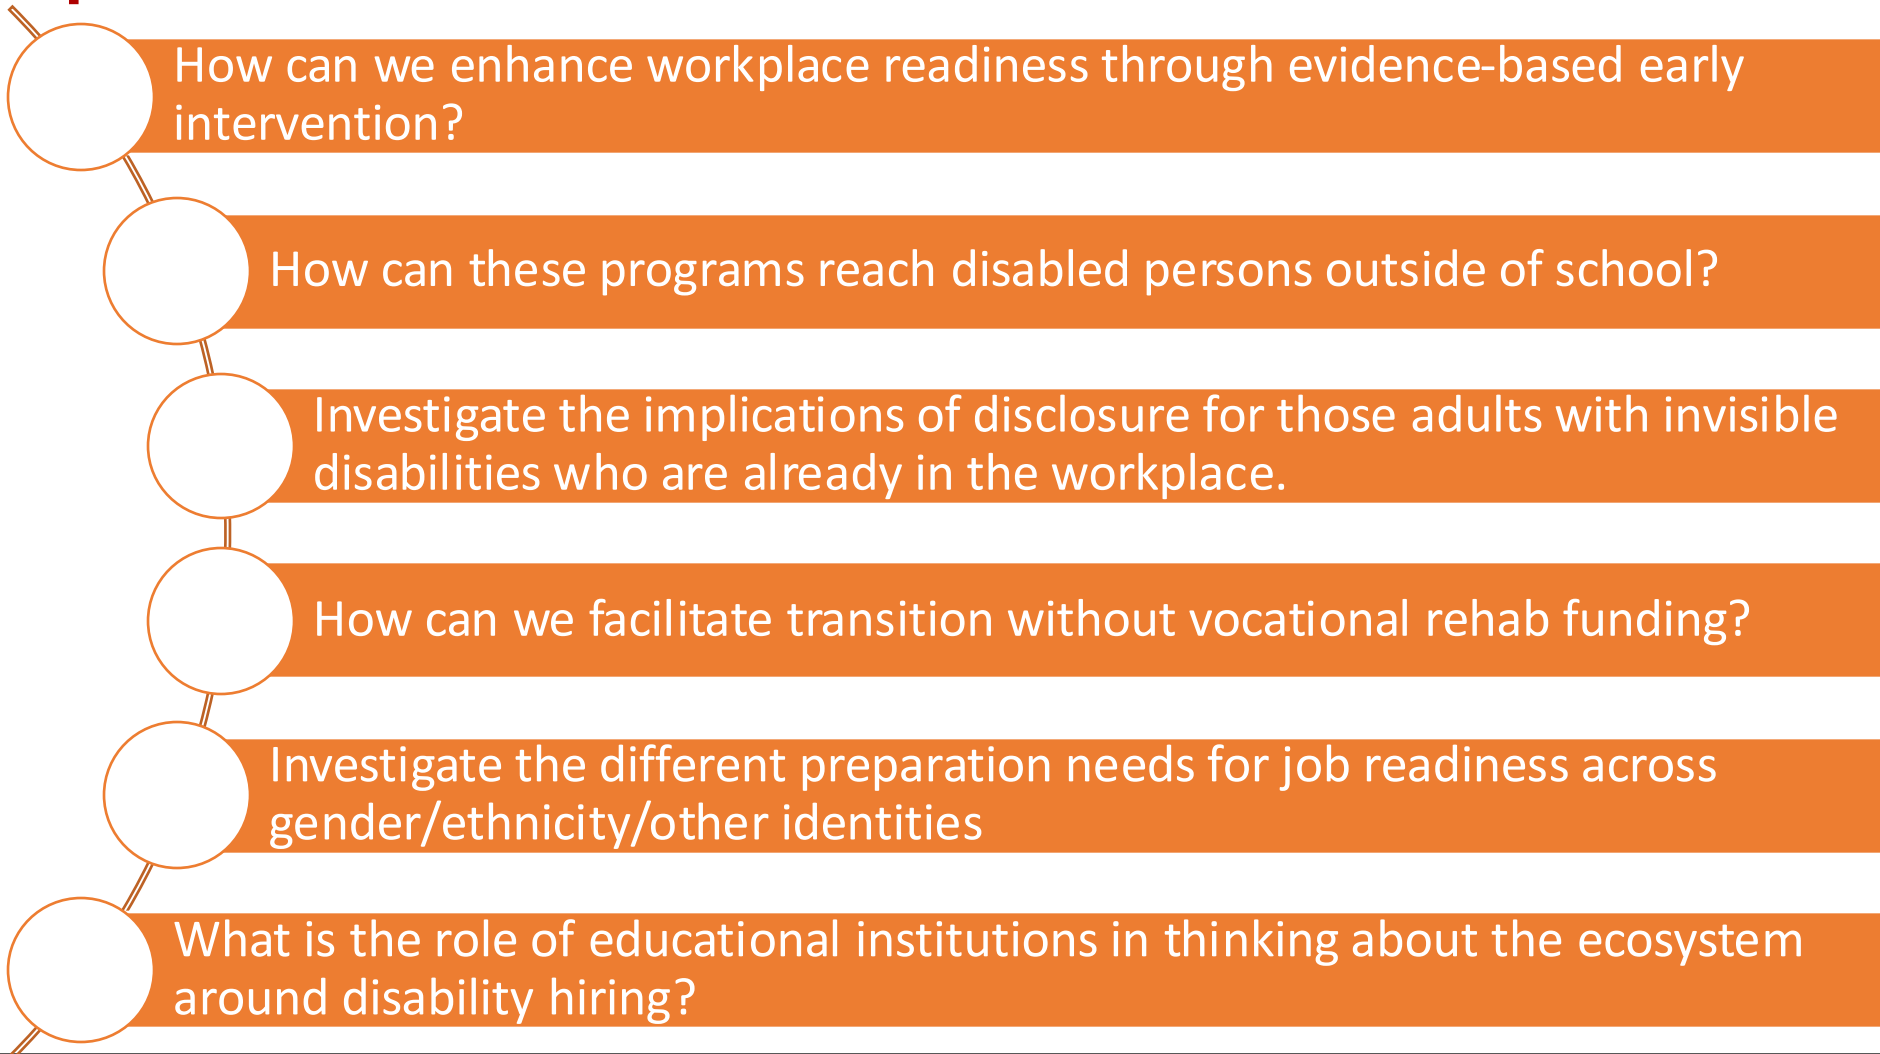 How can we enhance workplace readiness through evidence-based early
intervention?
How can these programs reach disabled persons outside of school?
Investigate the implications of disclosure for those adults with invisible
disabilities who are already in the workplace.
How can we facilitate transition without vocational rehab funding?
Investigate the different preparation needs for job readiness across
gender/ethnicity/other identities
What is the role of educational institutions in thinking about the ecosystem
around disability hiring?